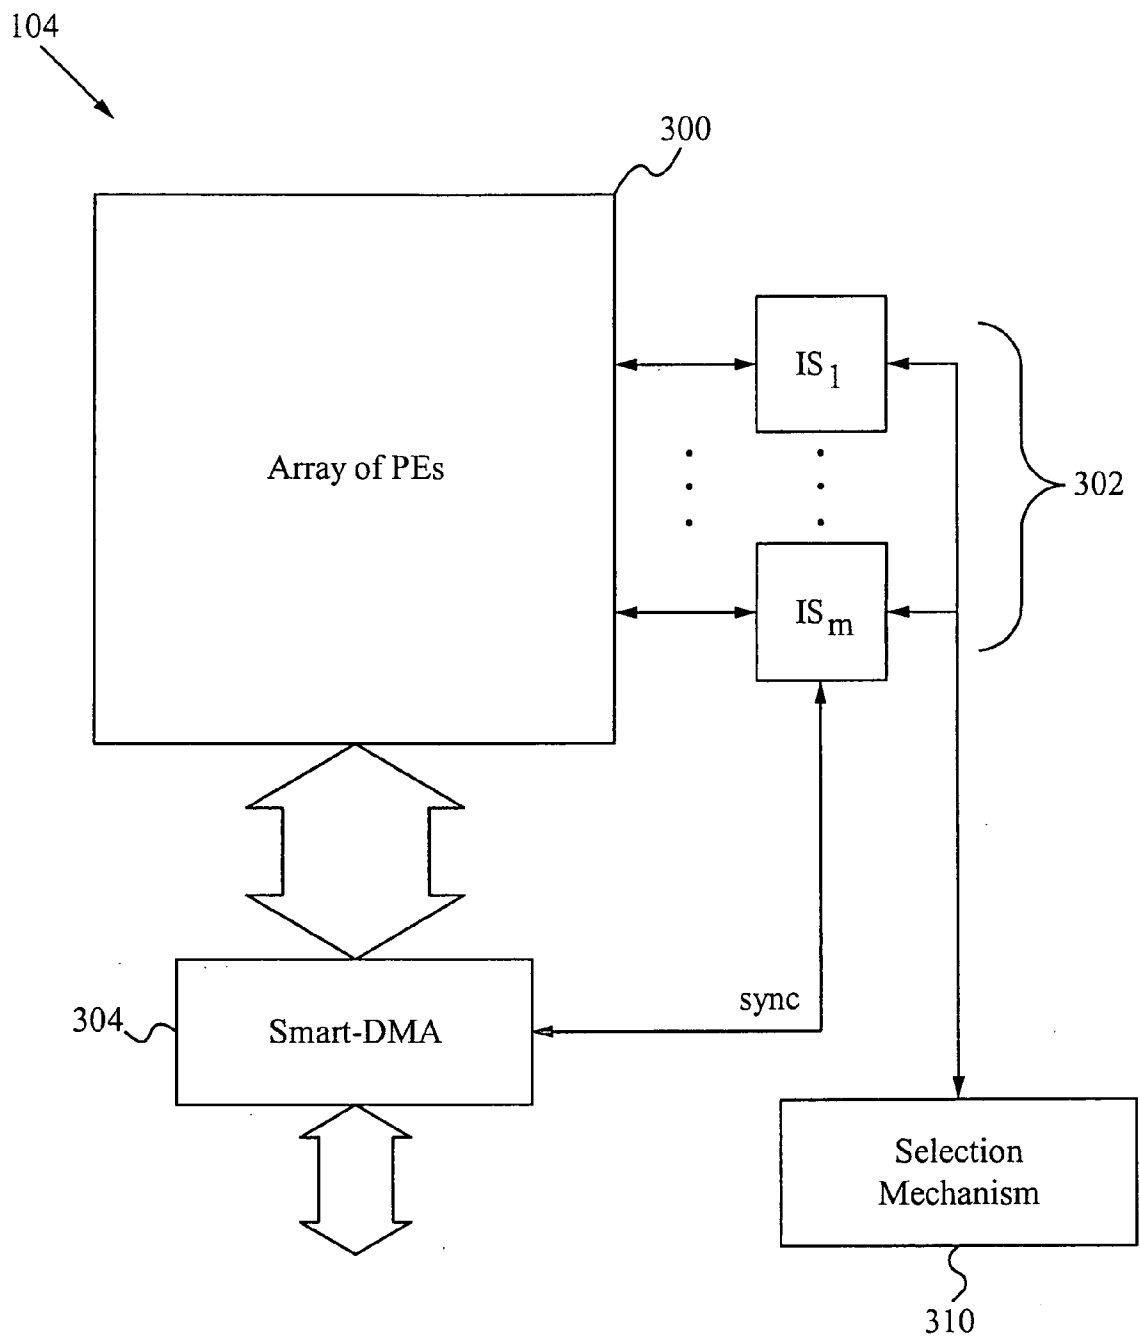 104
300
IS1
Array of PEs
302
ISm
sync
304
Smart-DMA
Selection
Mechanism
310